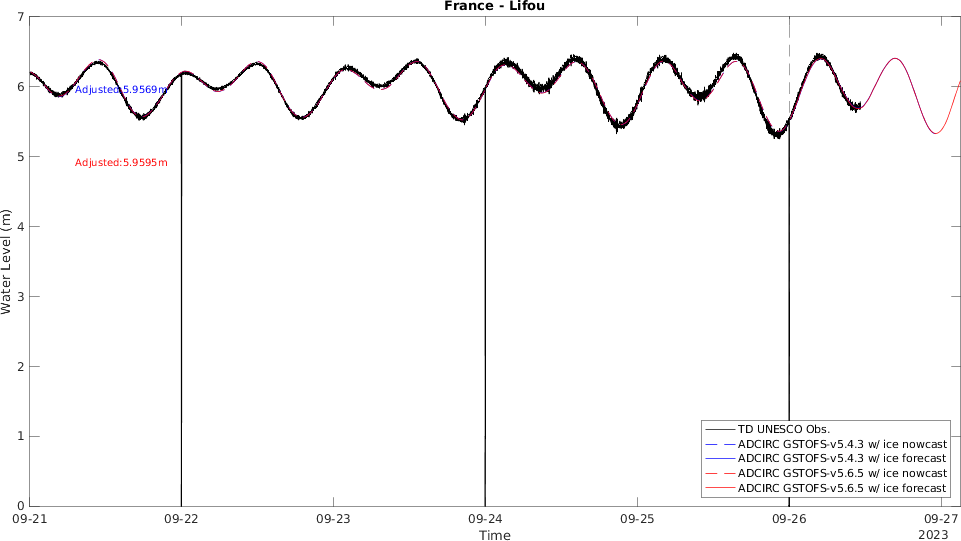 France - Lifou
7
6
5
4
3
2
1
0
Water Level (m)
Adjusted:5.9569m
Adjusted:5.9595m
TD UNESCO Obs.
ADCIRC GSTOFS-v5.4.3 w/ ice nowcast
ADCIRC GSTOFS-v5.4.3 w/ ice forecast
ADCIRC GSTOFS-v5.6.5 w/ ice nowcast
ADCIRC GSTOFS-v5.6.5 w/ ice forecast
09-21 09-22 09-23 09-24 09-25 09-26 09-27
Time
2023